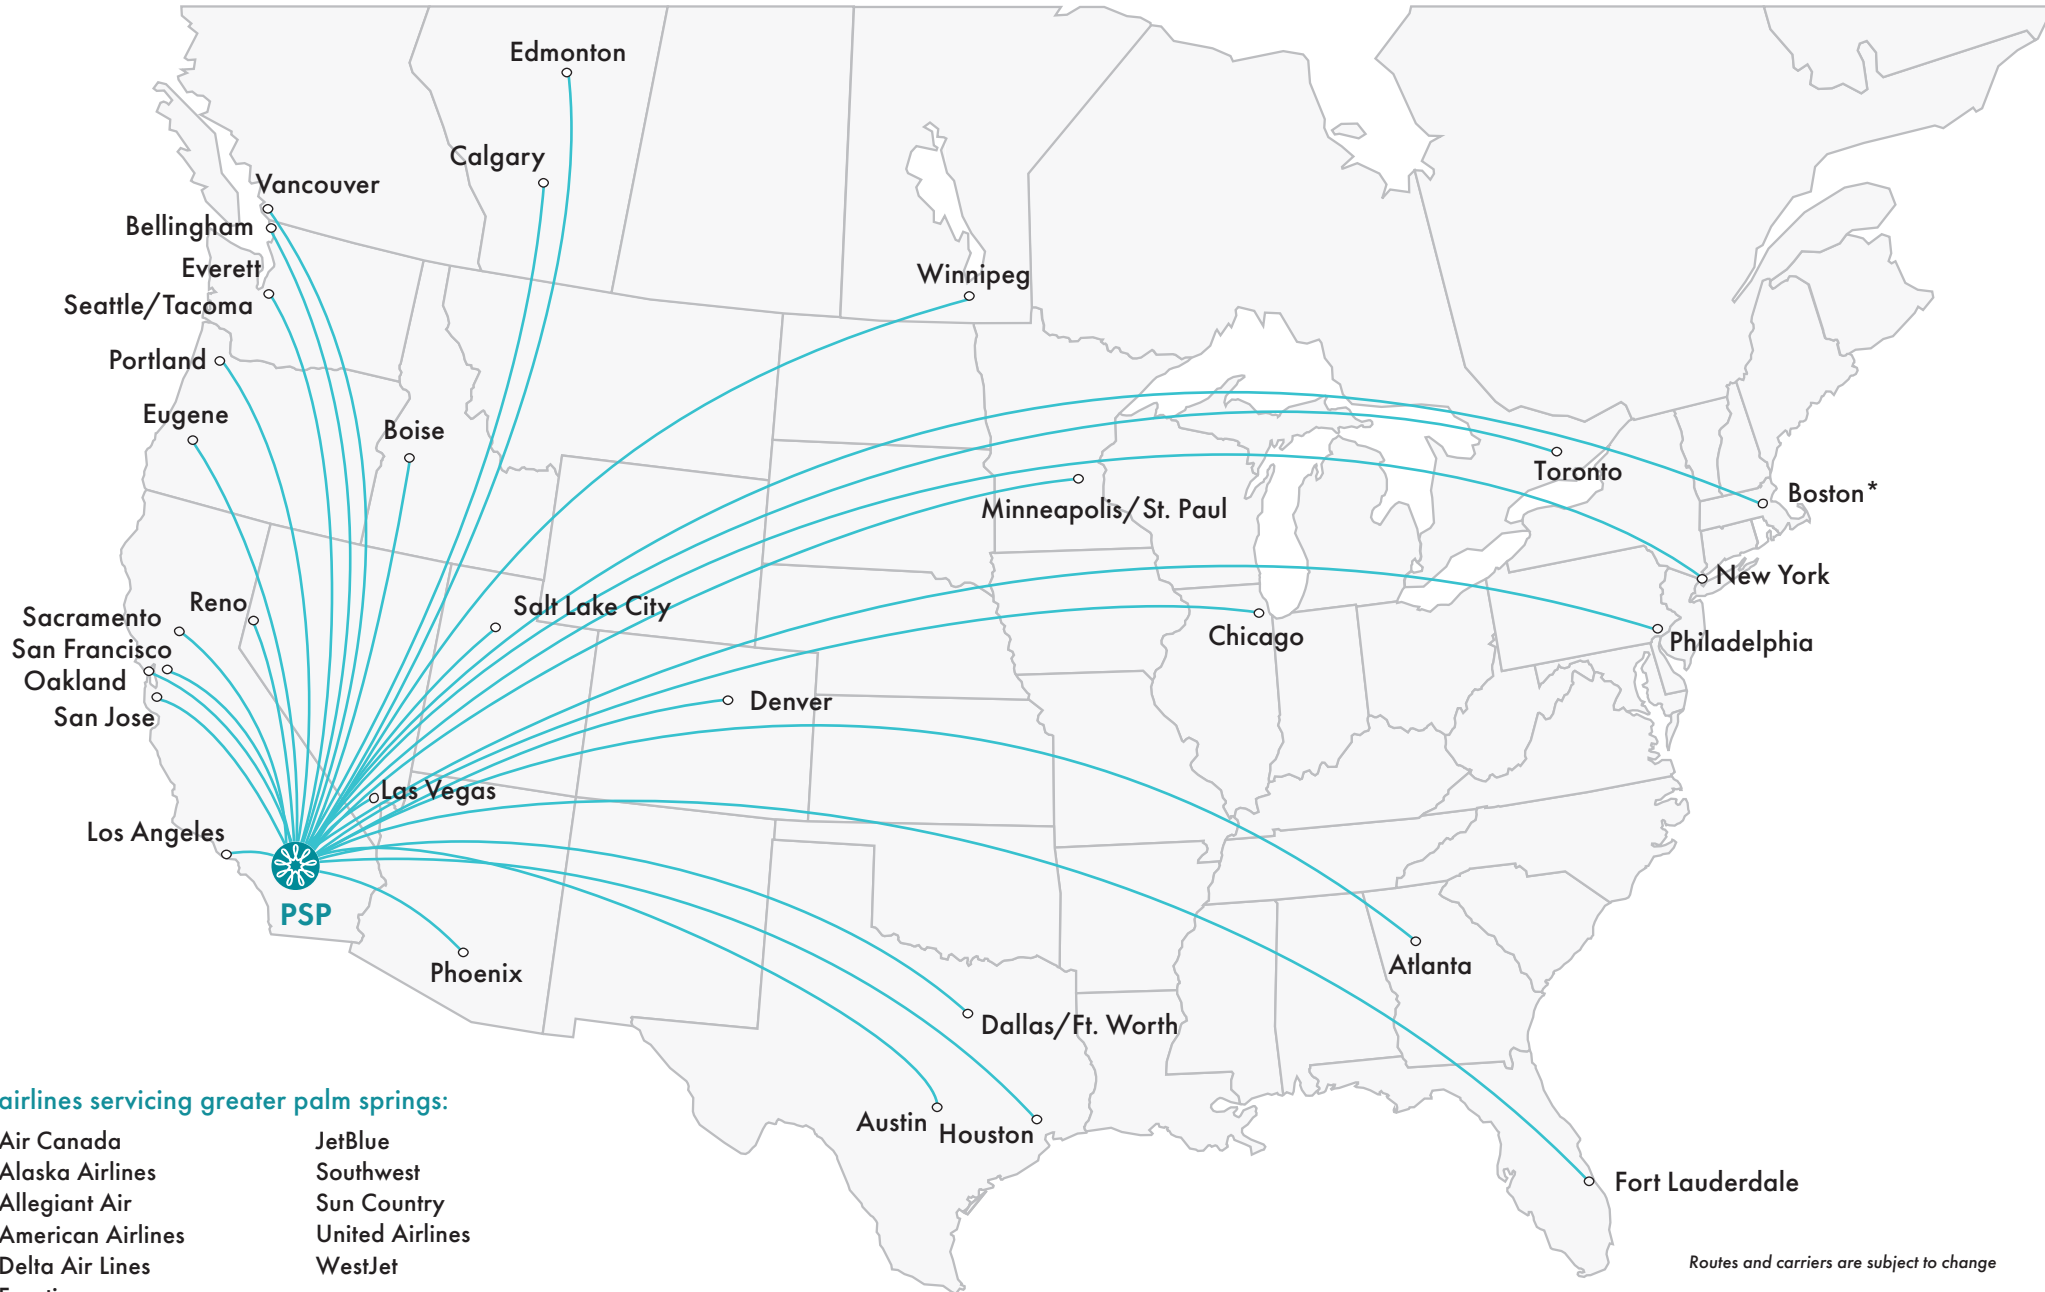 Edmonton
Calgary
Vancouver
Bellingham
Everett
Seattle/Tacoma
Winnipeg
Portland
Eugene
Boise
Toronto
Boston*
Minneapolis/St. Paul
New York
Reno
Salt Lake City
Sacramento
San Francisco
Oakland
San Jose
Chicago
Philadelphia
Denver
Las Vegas
Los Angeles
PSP
Phoenix
Atlanta
Dallas/Ft. Worth
Austin
Houston
Fort Lauderdale
airlines servicing greater palm springs:
Air Canada
Alaska Airlines
Allegiant Air
American Airlines
Delta Air Lines
JetBlue
Southwest
Sun Country
United Airlines
WestJet
Routes and carriers are subject to change